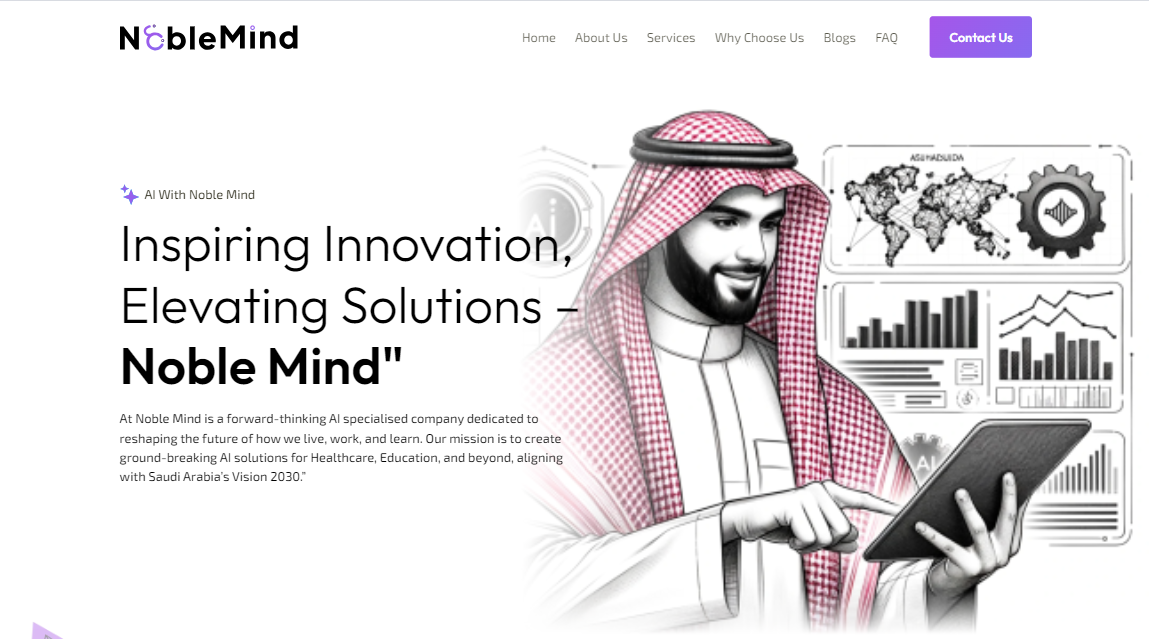 NobleMind
Home About Us Services Why Choose Us Blogs FAQ Contact Us
AI With Noble Mind
Inspiring Innovation,
Elevating Solutions –
Noble Mind"
At Noble Mind is a forward-thinking AI specialised company dedicated to
reshaping the future of how we live, work, and learn. Our mission is to create
ground-breaking AI solutions for Healthcare, Education, and beyond, aligning
with Saudi Arabia's Vision 2030."
Ai
AI